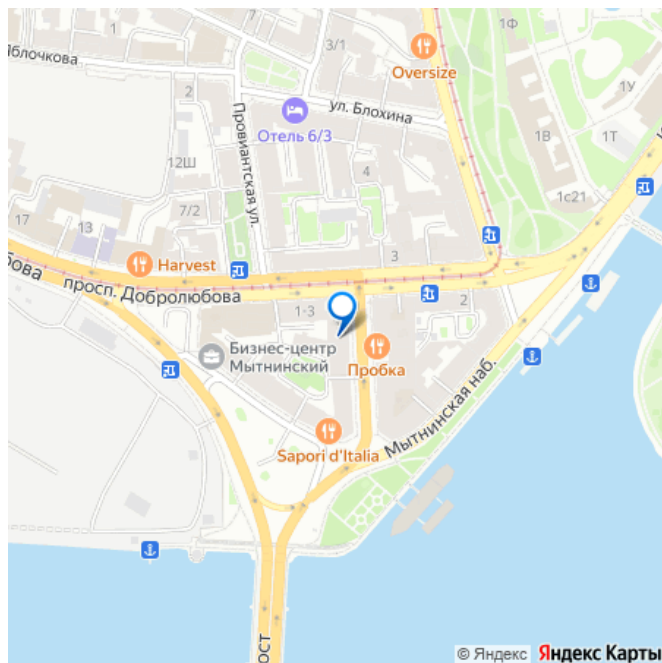 Яблочкова
1
3/1
1Ф
Oversize
2
ул. Блохина
1У
Отель 6/3
Провиантская ул.
1В
1Т
12Ш
4
1с21
17
13
7/2
3
Harvest
просп. Добролюбова
1-3
2
Бизнес-центр
Мытнинский
Пробка
Мытнинская наб.
Sapori d'Italia
© Яндекс Яндекс Карты